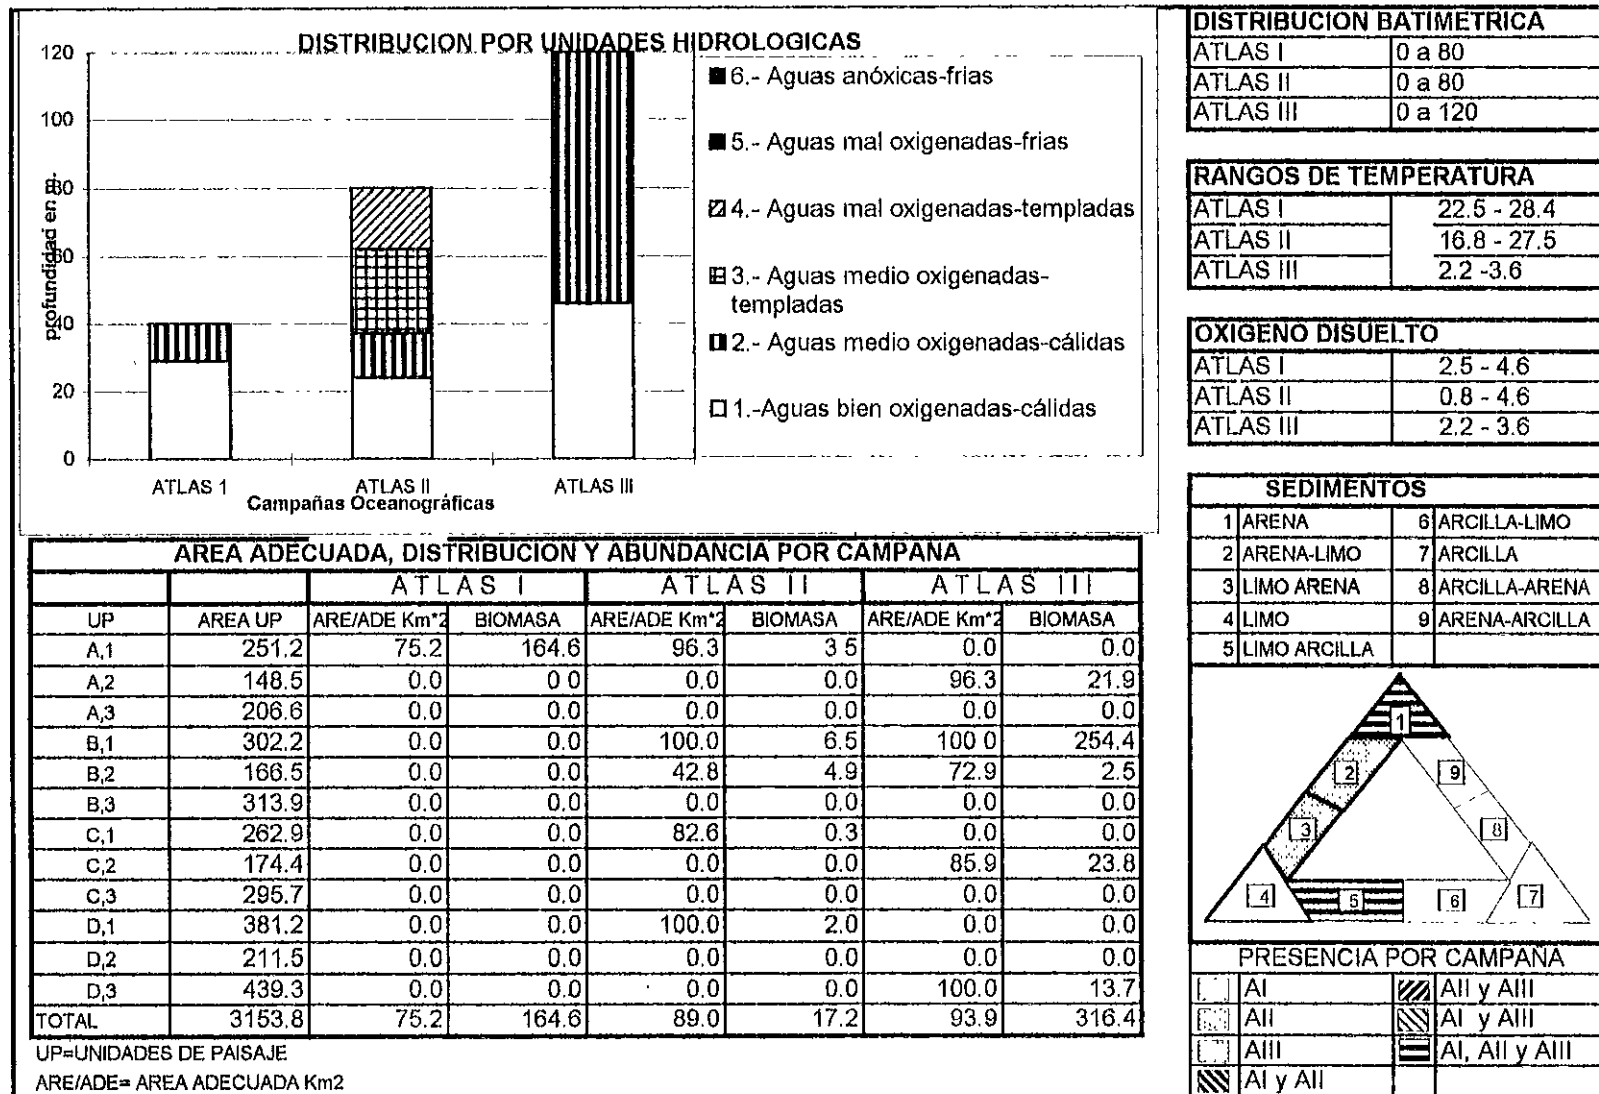 DISTRIBUCION POR UNIDADES HIDROLOGICAS
120
100
80
60
40
20
0
profundidad en m.
ATLAS 1 ATLAS II ATLAS III
Campañas Oceanográficas
6.- Aguas anóxicas-frias
5.- Aguas mal oxigenadas-frias
4.- Aguas mal oxigenadas-templadas
3.- Aguas medio oxigenadas-
templadas
2.- Aguas medio oxigenadas-cálidas
1.-Aguas bien oxigenadas-cálidas
DISTRIBUCION BATIMETRICA
ATLAS I 0 a 80
ATLAS II 0 a 80
ATLAS III 0 a 120
RANGOS DE TEMPERATURA
ATLAS I 22.5 - 28.4
ATLAS II 16.8 - 27.5
ATLAS III 2.2 -3.6
OXIGENO DISUELTO
ATLAS I 2.5 - 4.6
ATLAS II 0.8 - 4.6
ATLAS III 2.2 - 3.6
SEDIMENTOS
1 ARENA 6 ARCILLA-LIMO
2 ARENA-LIMO 7 ARCILLA
3 LIMO ARENA 8 ARCILLA-ARENA
4 LIMO 9 ARENA-ARCILLA
5 LIMO ARCILLA
1
2 9
3 8
4 5 6 7
PRESENCIA POR CAMPAÑA
AI AII y AIII
AII AI y AIII
AIII AI, AII y AIII
AI y AII
AREA ADECUADA, DISTRIBUCION Y ABUNDANCIA POR CAMPAÑA
ATLAS I ATLAS II ATLAS III
UP AREA UP ARE/ADE Km*2 BIOMASA ARE/ADE Km*2 BIOMASA ARE/ADE Km*2 BIOMASA
A,1 251.2 75.2 164.6 96.3 3 5 0.0 0.0
A,2 148.5 0.0 0 0 0.0 0.0 96.3 21.9
A,3 206.6 0.0 0.0 0.0 0.0 0.0 0.0
B,1 302.2 0.0 0.0 100.0 6.5 100 0 254.4
B,2 166.5 0.0 0.0 42.8 4.9 72.9 2.5
B,3 313.9 0.0 0.0 0.0 0.0 0.0 0.0
C,1 262.9 0.0 0.0 82.6 0.3 0.0 0.0
C,2 174.4 0.0 0.0 0.0 0.0 85.9 23.8
C,3 295.7 0.0 0.0 0.0 0.0 0.0 0.0
D,1 381.2 0.0 0.0 100.0 2.0 0.0 0.0
D,2 211.5 0.0 0.0 0.0 0.0 0.0 0.0
D,3 439.3 0.0 0.0 0.0 0.0 100.0 13.7
TOTAL 3153.8 75.2 164.6 89.0 17.2 93.9 316.4
UP=UNIDADES DE PAISAJE
ARE/ADE= AREA ADECUADA Km2